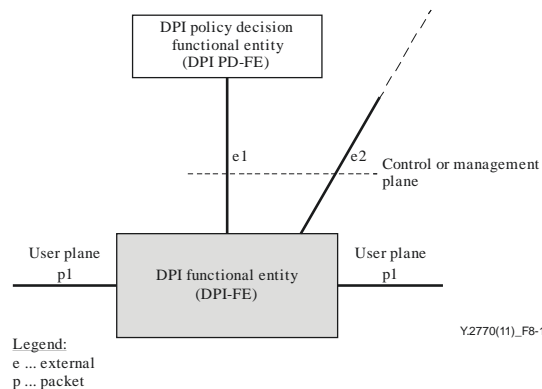 DPI policy decision
functional entity
(DPI PD-FE)
e1
e2
Control or management
plane
User plane
p1
DPI functional entity
(DPI-FE)
User plane
p1
Y.2770(11)_F8-1
Legend:
e ... external
p ... packet